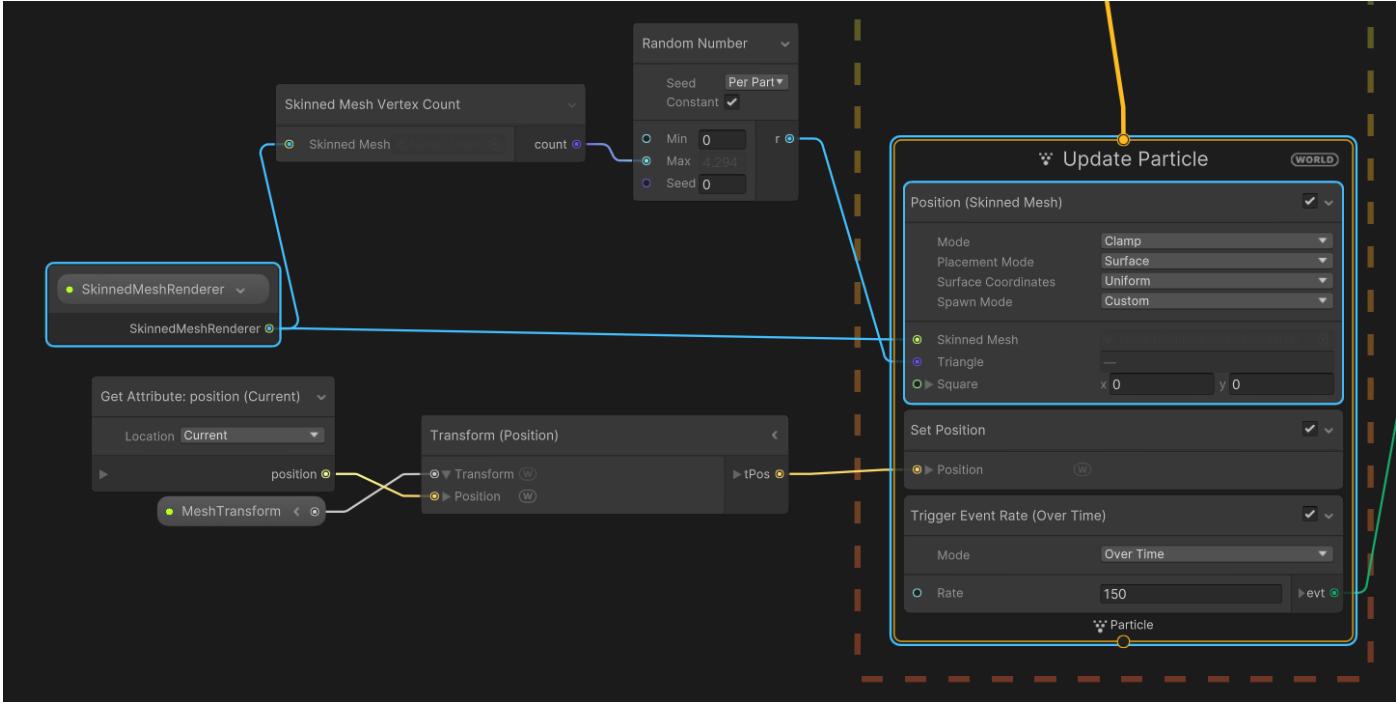 Random Number
Seed Per Part
Constant
Min 0
r
Max 4.294
Seed 0
Skinned Mesh Vertex Count
Skinned Mesh
count
SkinnedMeshRenderer
SkinnedMeshRenderer
Get Attribute: position (Current)
Location Current
position
MeshTransform
Transform (Position)
Transform W
Position W
tPos
Update Particle
WORLD
Position (Skinned Mesh)
Mode Clamp
Placement Mode Surface
Surface Coordinates Uniform
Spawn Mode Custom
Skinned Mesh
Triangle —
Square x 0 y 0
Set Position
Position W
Trigger Event Rate (Over Time)
Mode Over Time
Rate 150
evt
Particle